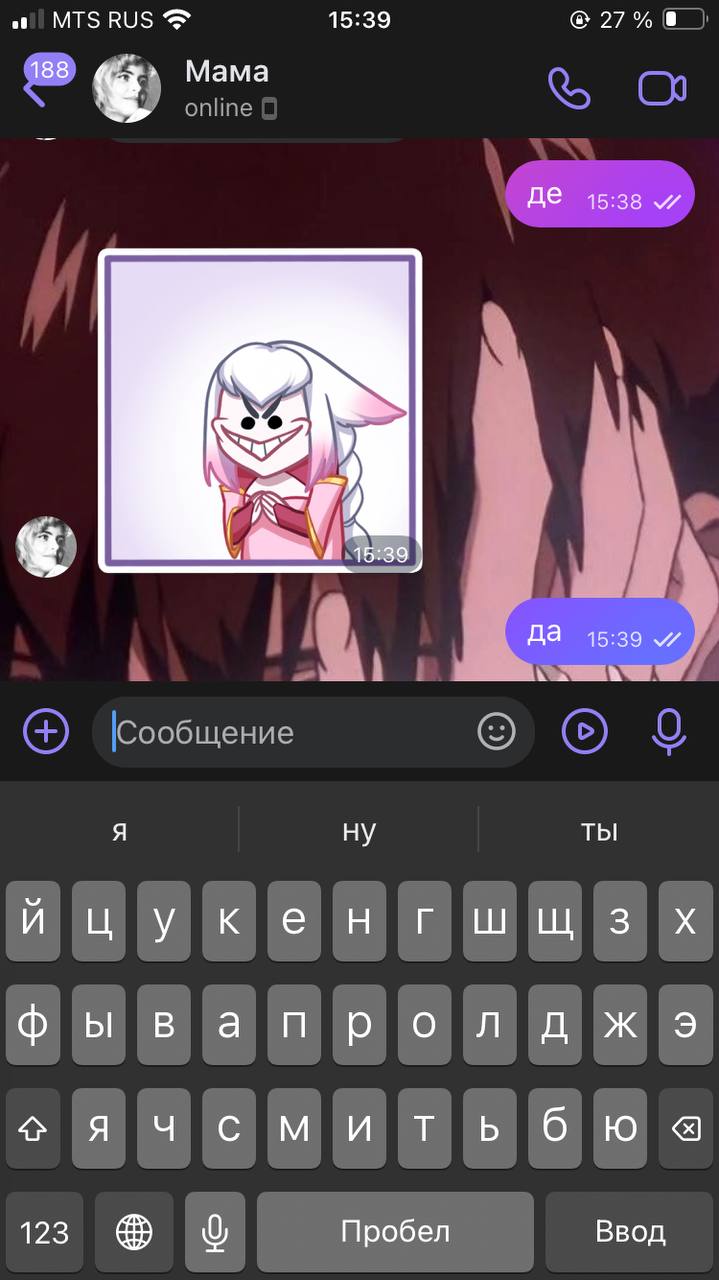 MTS RUS 15:39 27 %
188
Мама
online
де 15:38
15:39
да 15:39
Сообщение
я ну ты
й ц у к е н г ш щ з х
ф ы в а п р о л д ж э
я ч с м и т ь б ю
123 Пробел Ввод